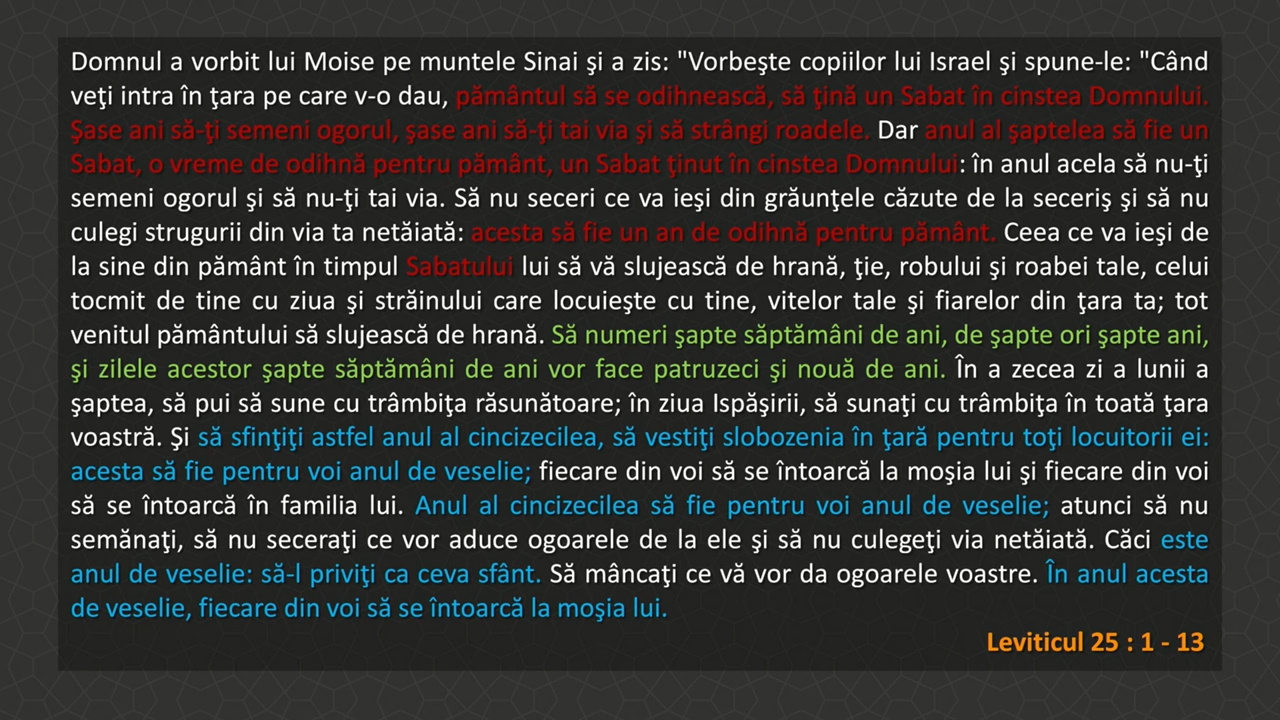 Domnul a vorbit lui Moise pe muntele Sinai şi a zis: "Vorbeşte copiilor lui Israel şi spune-le: "Când
veţi intra în ţara pe care v-o dau, pământul să se odihnească, să ţină un Sabat în cinstea Domnului.
Şase ani să-ţi semeni ogorul, şase ani să-ţi tai via şi să strângi roadele. Dar anul al şaptelea să fie un
Sabat, o vreme de odihnă pentru pământ, un Sabat ţinut în cinstea Domnului: în anul acela să nu-ţi
semeni ogorul şi să nu-ţi tai via. Să nu seceri ce va ieşi din grăunţele căzute de la seceriş şi să nu
culegi strugurii din via ta netăiată: acesta să fie un an de odihnă pentru pământ. Ceea ce va ieşi de
la sine din pământ în timpul Sabatului lui să vă slujească de hrană, ţie, robului şi roabei tale, celui
tocmit de tine cu ziua şi străinului care locuieşte cu tine, vitelor tale şi fiarelor din ţara ta; tot
venitul pământului să slujească de hrană. Să numeri şapte săptămâni de ani, de şapte ori şapte ani,
şi zilele acestor şapte săptămâni de ani vor face patruzeci şi nouă de ani. În a zecea zi a lunii a
şaptea, să pui să sune cu trâmbiţa răsunătoare; în ziua Ispăşirii, să sunaţi cu trâmbiţa în toată ţara
voastră. Şi să sfinţiţi astfel anul al cincizecilea, să vestiţi slobozenia în ţară pentru toţi locuitorii ei:
acesta să fie pentru voi anul de veselie; fiecare din voi să se întoarcă la moşia lui şi fiecare din voi
să se întoarcă în familia lui. Anul al cincizecilea să fie pentru voi anul de veselie; atunci să nu
semănaţi, să nu seceraţi ce vor aduce ogoarele de la ele şi să nu culegeţi via netăiată. Căci este
anul de veselie: să-l priviţi ca ceva sfânt. Să mâncaţi ce vă vor da ogoarele voastre. În anul acesta
de veselie, fiecare din voi să se întoarcă la moşia lui.
Leviticul 25 : 1 - 13